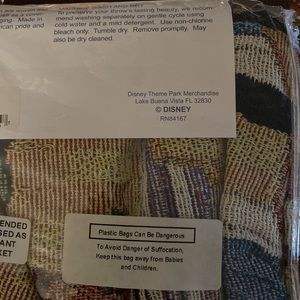 To preserve your throw's lasting beauty, we recom-
mend washing separately on gentle cycle using
cold water and a mild detergent. Use non-chlorine
bleach only. Tumble dry. Remove promptly. May
also be dry cleaned.
Made in
pride and
Disney Theme Park Merchandise
Lake Buena Vista FL 32830
© DISNEY
RN84167
ENDED
SED AS
ANT
KET
Plastic Bags Can Be Dangerous
To Avoid Danger of Suffocation,
Keep this bag away from Babies
and Children.